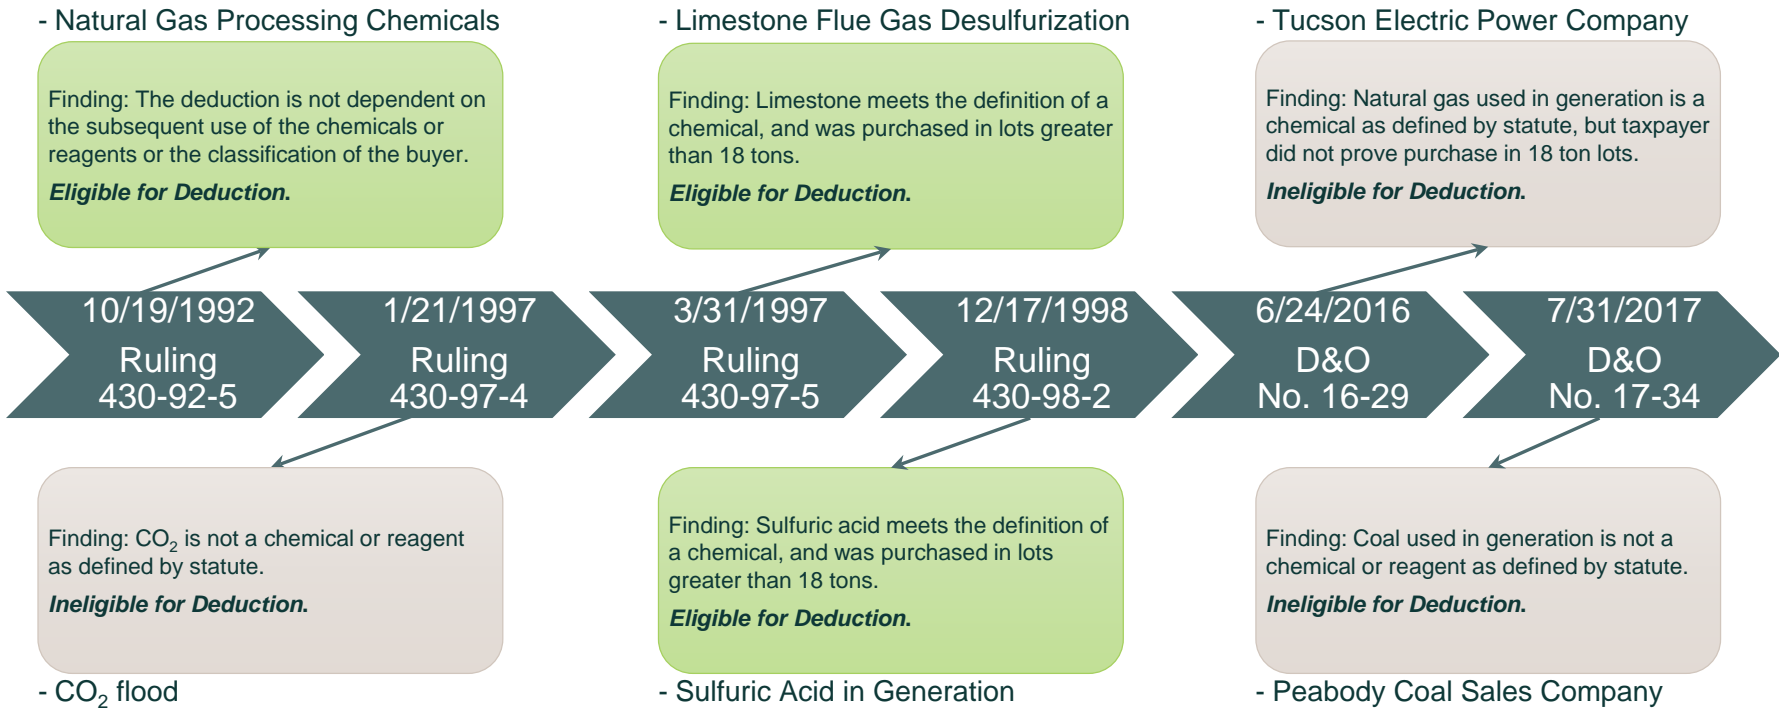 - Natural Gas Processing Chemicals
Finding: The deduction is not dependent on
the subsequent use of the chemicals or
reagents or the classification of the buyer.
Eligible for Deduction.
- Limestone Flue Gas Desulfurization
Finding: Limestone meets the definition of a
chemical, and was purchased in lots greater
than 18 tons.
Eligible for Deduction.
- Tucson Electric Power Company
Finding: Natural gas used in generation is a
chemical as defined by statute, but taxpayer
did not prove purchase in 18 ton lots.
Ineligible for Deduction.
10/19/1992
Ruling
430-92-5
1/21/1997
Ruling
430-97-4
3/31/1997
Ruling
430-97-5
12/17/1998
Ruling
430-98-2
6/24/2016
D&O
No. 16-29
7/31/2017
D&O
No. 17-34
Finding: CO₂ is not a chemical or reagent
as defined by statute.
Ineligible for Deduction.
- CO₂ flood
Finding: Sulfuric acid meets the definition of
a chemical, and was purchased in lots
greater than 18 tons.
Eligible for Deduction.
- Sulfuric Acid in Generation
Finding: Coal used in generation is not a
chemical or reagent as defined by statute.
Ineligible for Deduction.
- Peabody Coal Sales Company